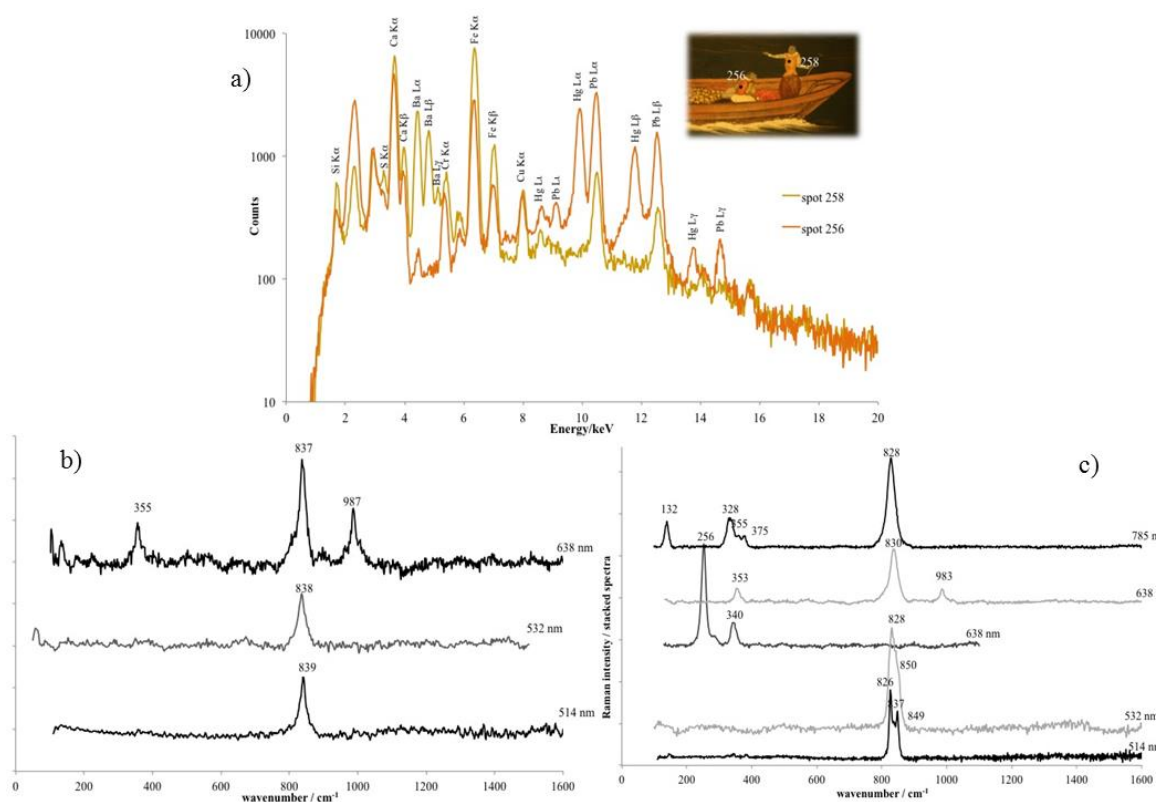 a)
10000
1000
100
10
Counts
0 2 4 6 8 10 12 14 16 18 20
Energy/keV
Si Kα
S Kα
Ca Kα
Ca Kβ
Ba Lα
Ba Lβ
Ba Lγ
Cr Kα
Fe Kα
Fe Kβ
Cu Kα
Hg Lι
Pb Lι
Hg Lα
Pb Lα
Hg Lβ
Pb Lβ
Hg Lγ
Pb Lγ
256
258
spot 258
spot 256
b)
837
355
987
638 nm
838
532 nm
839
514 nm
0 200 400 600 800 1000 1200 1400 1600
wavenumber / cm⁻¹
c)
Raman intensity / stacked spectra
828
132
328
355
375
785 n
256
830
353
983
638
340
638 nm
828
850
532 nm
826
837
849
514 nm
0 200 400 600 800 1000 1200 1400 1600
wavenumber / cm⁻¹